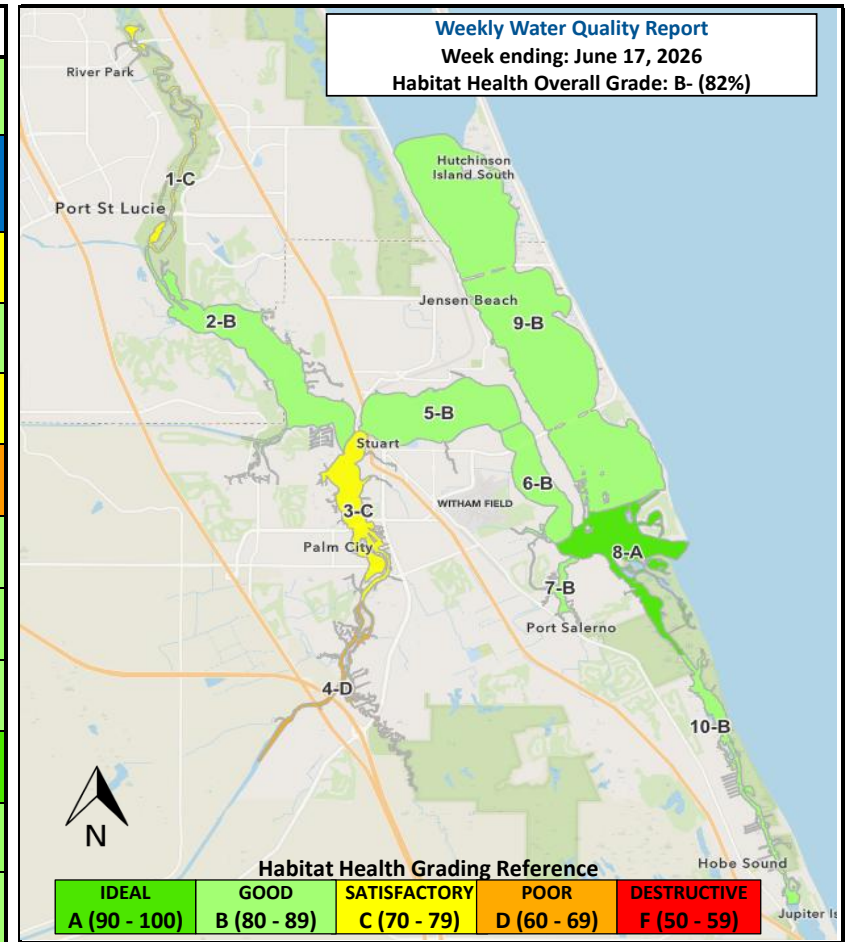 Weekly Water Quality Report
Week ending: June 17, 2026
Habitat Health Overall Grade: B- (82%)
River Park
Hutchinson
Island South
1-C
Port St Lucie
Jensen Beach
2-B
9-B
5-B
Stuart
6-B
WITHAM FIELD
3-C
Palm City
8-A
7-B
Port Salerno
4-D
10-B
N
Hobe Sound
Habitat Health Grading Reference
IDEAL GOOD SATISFACTORY POOR DESTRUCTIVE
A (90 - 100) B (80 - 89) C (70 - 79) D (60 - 69) F (50 - 59)
Jupiter Is